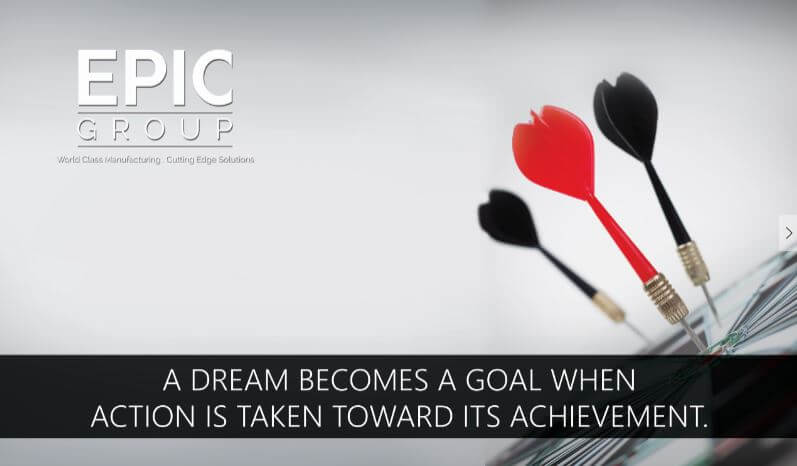 EPIC
GROUP
World Class Manufacturing . Cutting Edge Solutions
A DREAM BECOMES A GOAL WHEN
ACTION IS TAKEN TOWARD ITS ACHIEVEMENT.